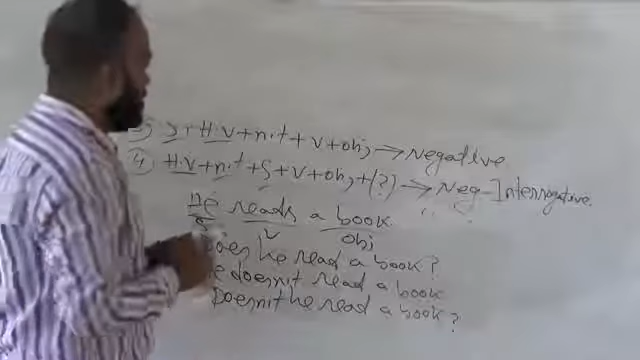 3) S + H.V + n't + V + obj → Negative
4) H.V + n't + S + V + obj + (?) → Neg-Interrogative.
He reads a book.
S V obj
Does he read a book?
He doesn't read a book
Doesn't he read a book?